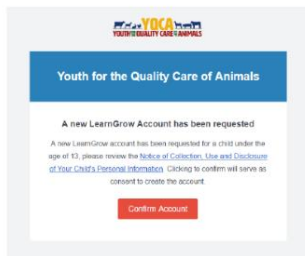 YQCA
YOUTH FOR THE QUALITY CARE OF ANIMALS
Youth for the Quality Care of Animals
A new LearnGrow Account has been requested
A new LearnGrow account has been requested for a child under the
age of 13, please review the Notice of Collection, Use and Disclosure
of Your Child's Personal Information. Clicking to confirm will serve as
consent to create the account.
Confirm Account